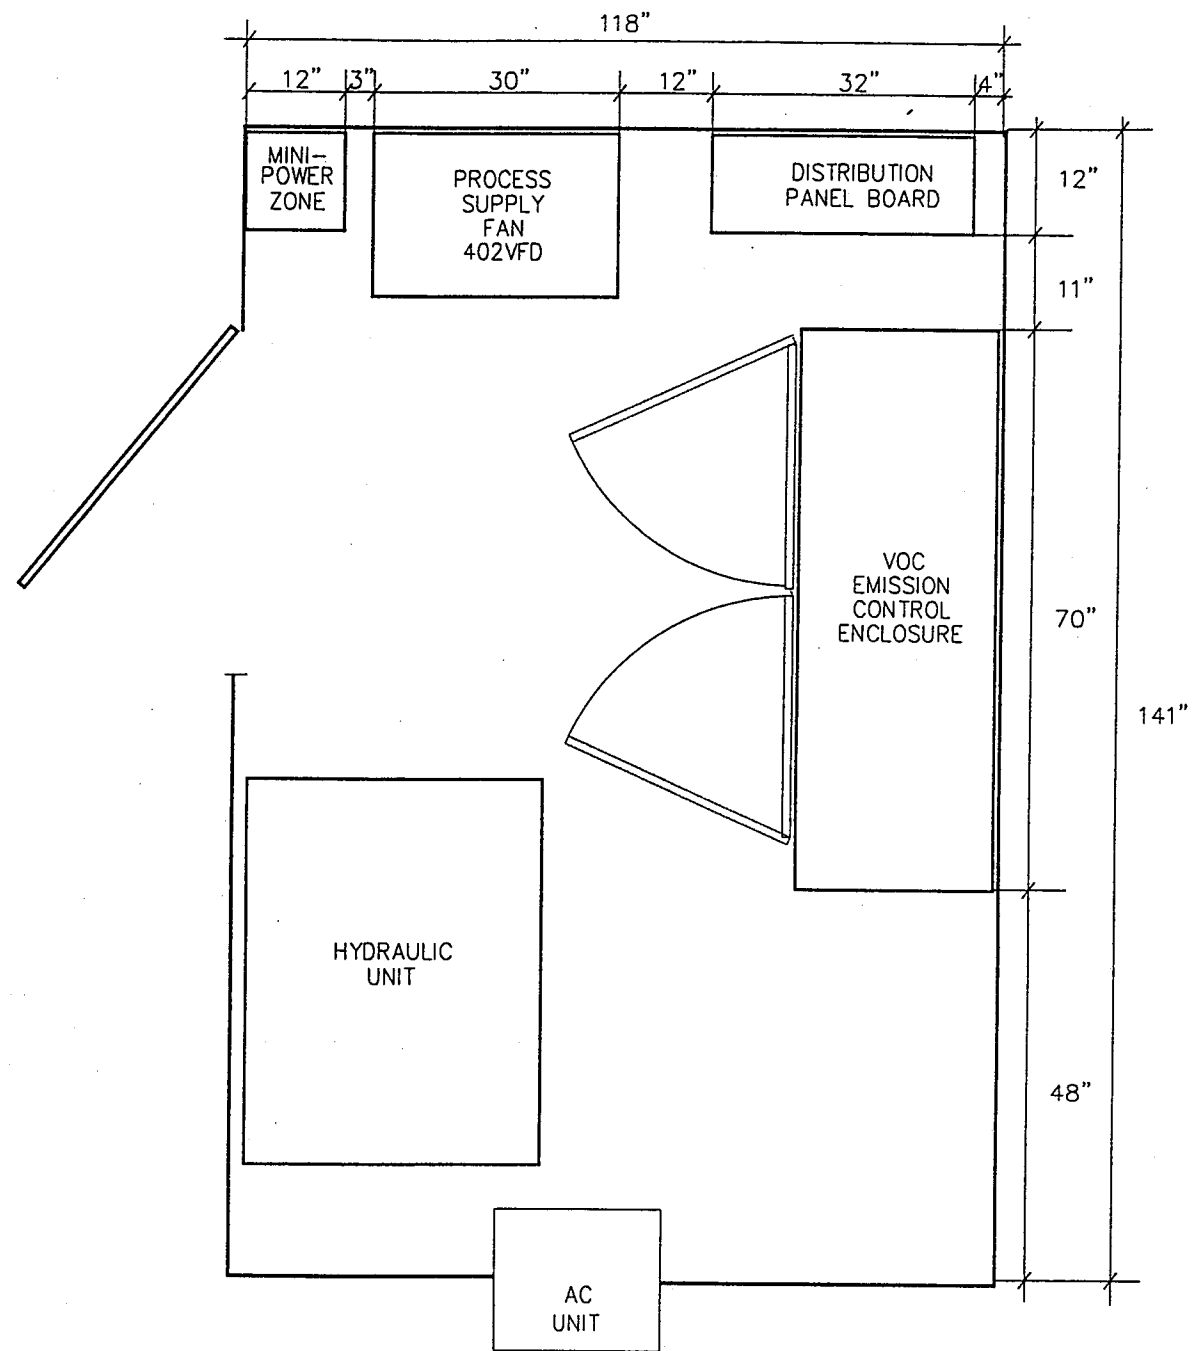 118"
12" 3" 30" 12" 32" 4"
MINI-
POWER
ZONE
PROCESS
SUPPLY
FAN
402VFD
DISTRIBUTION
PANEL BOARD
12"
11"
VOC
EMISSION
CONTROL
ENCLOSURE
70"
141"
HYDRAULIC
UNIT
48"
AC
UNIT